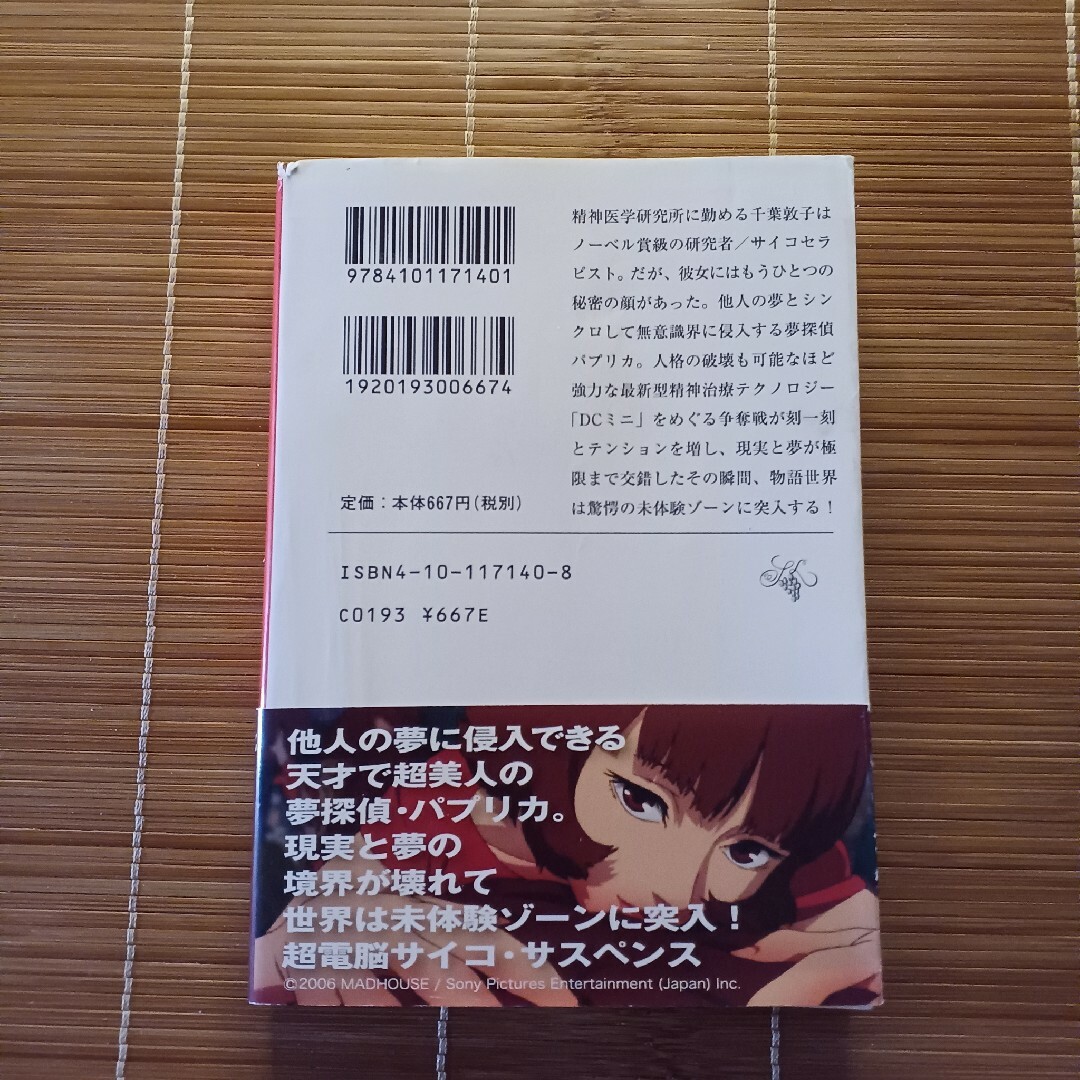 9784101171401
1920193006674
定価：本体667円（税別）
精神医学研究所に勤める千葉敦子は
ノーベル賞級の研究者／サイコセラ
ピスト。だが、彼女にはもうひとつの
秘密の顔があった。他人の夢とシン
クロして無意識界に侵入する夢探偵
パプリカ。人格の破壊も可能なほど
強力な最新型精神治療テクノロジー
「DCミニ」をめぐる争奪戦が刻一刻
とテンションを増し、現実と夢が極
限まで交錯したその瞬間、物語世界
は驚愕の未体験ゾーンに突入する！
ISBN4-10-117140-8
C0193 ¥667E
他人の夢に侵入できる
天才で超美人の
夢探偵・パプリカ。
現実と夢の
境界が壊れて
世界は未体験ゾーンに突入！
超電脳サイコ・サスペンス
©2006 MADHOUSE / Sony Pictures Entertainment (Japan) Inc.